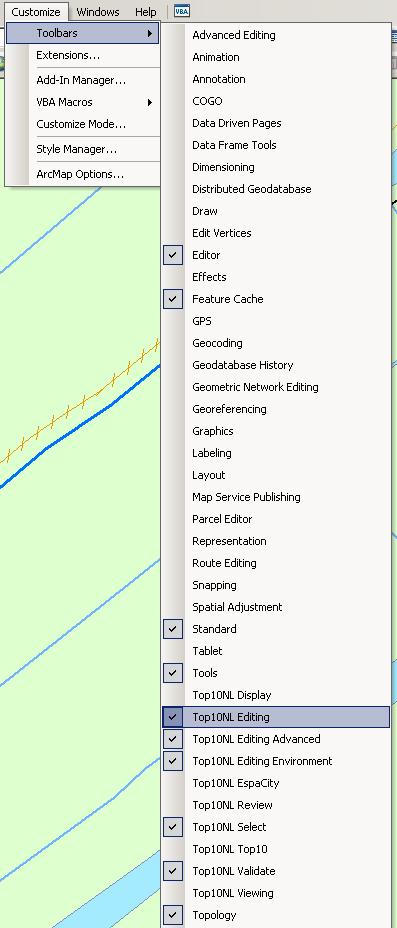 Customize Windows Help VBA
Toolbars
Extensions...
Add-In Manager...
VBA Macros
Customize Mode...
Style Manager...
ArcMap Options...
Advanced Editing
Animation
Annotation
COGO
Data Driven Pages
Data Frame Tools
Dimensioning
Distributed Geodatabase
Draw
Edit Vertices
Editor
Effects
Feature Cache
GPS
Geocoding
Geodatabase History
Geometric Network Editing
Georeferencing
Graphics
Labeling
Layout
Map Service Publishing
Parcel Editor
Representation
Route Editing
Snapping
Spatial Adjustment
Standard
Tablet
Tools
Top10NL Display
Top10NL Editing
Top10NL Editing Advanced
Top10NL Editing Environment
Top10NL EspaCity
Top10NL Review
Top10NL Select
Top10NL Top10
Top10NL Validate
Top10NL Viewing
Topology